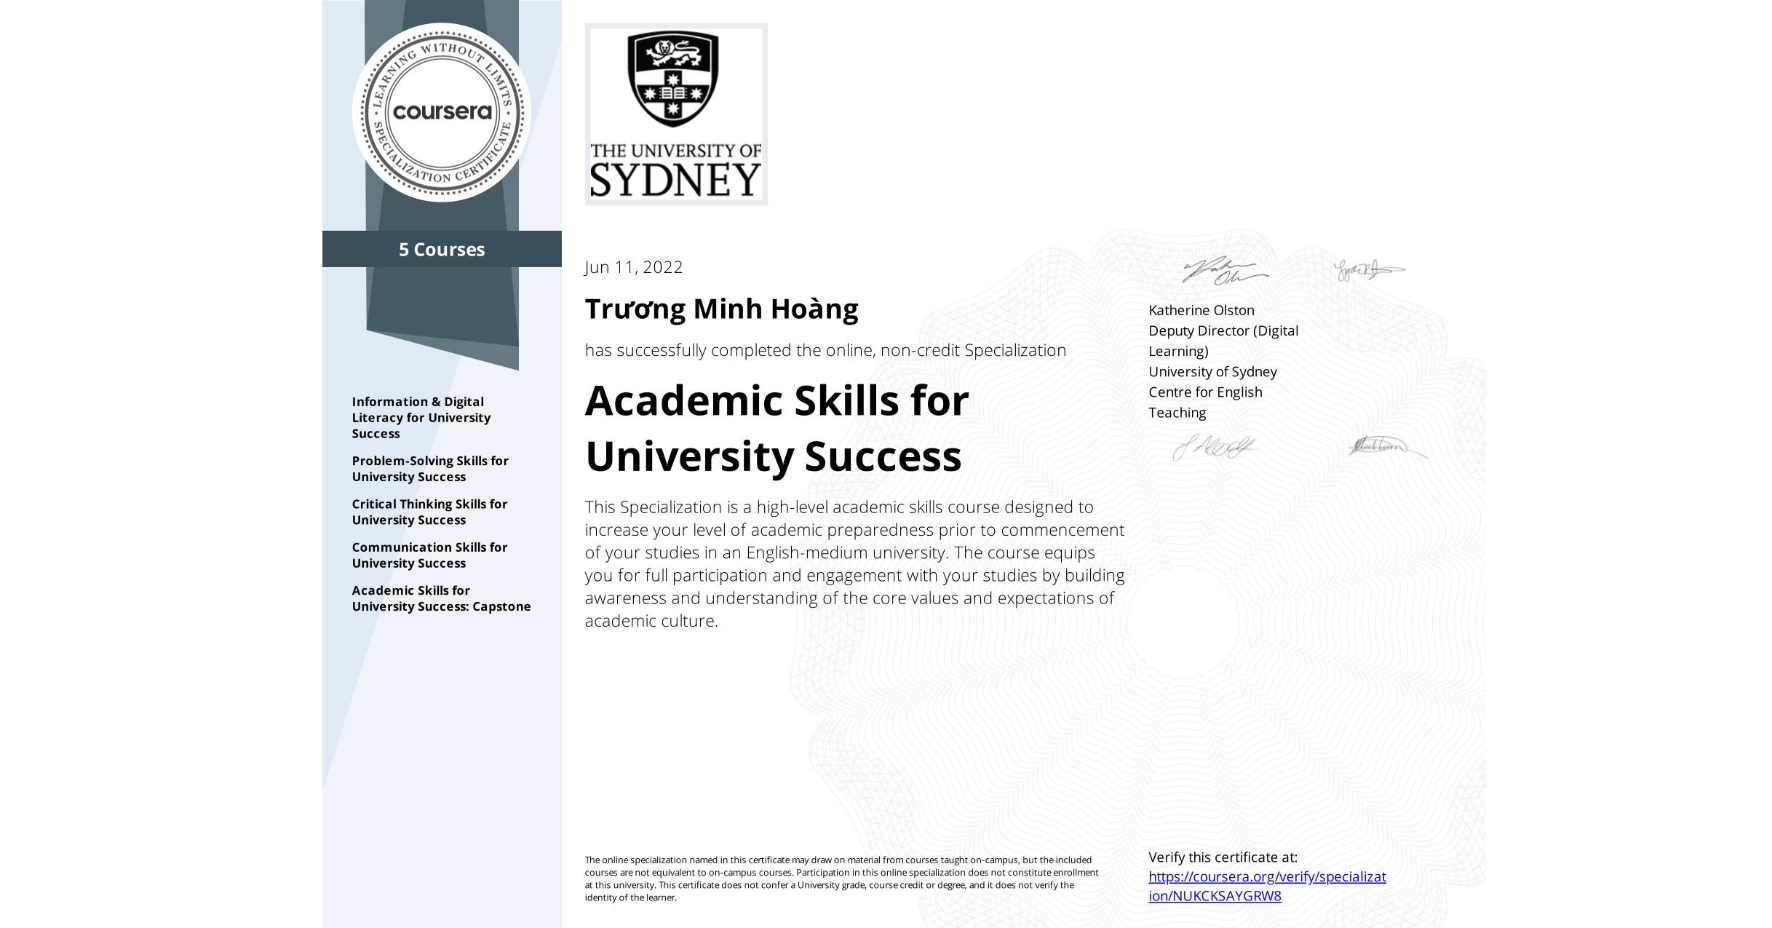 LEARNING WITHOUT LIMITS
coursera
SPECIALIZATION CERTIFICATE
5 Courses
Information & Digital
Literacy for University
Success
Problem-Solving Skills for
University Success
Critical Thinking Skills for
University Success
Communication Skills for
University Success
Academic Skills for
University Success: Capstone
THE UNIVERSITY OF
SYDNEY
Jun 11, 2022
Trương Minh Hoàng
has successfully completed the online, non-credit Specialization
Academic Skills for
University Success
This Specialization is a high-level academic skills course designed to
increase your level of academic preparedness prior to commencement
of your studies in an English-medium university. The course equips
you for full participation and engagement with your studies by building
awareness and understanding of the core values and expectations of
academic culture.
Katherine Olston
Deputy Director (Digital
Learning)
University of Sydney
Centre for English
Teaching
The online specialization named in this certificate may draw on material from courses taught on-campus, but the included
courses are not equivalent to on-campus courses. Participation in this online specialization does not constitute enrollment
at this university. This certificate does not confer a University grade, course credit or degree, and it does not verify the
identity of the learner.
Verify this certificate at:
https://coursera.org/verify/specializat
ion/NUKCKSAYGRW8